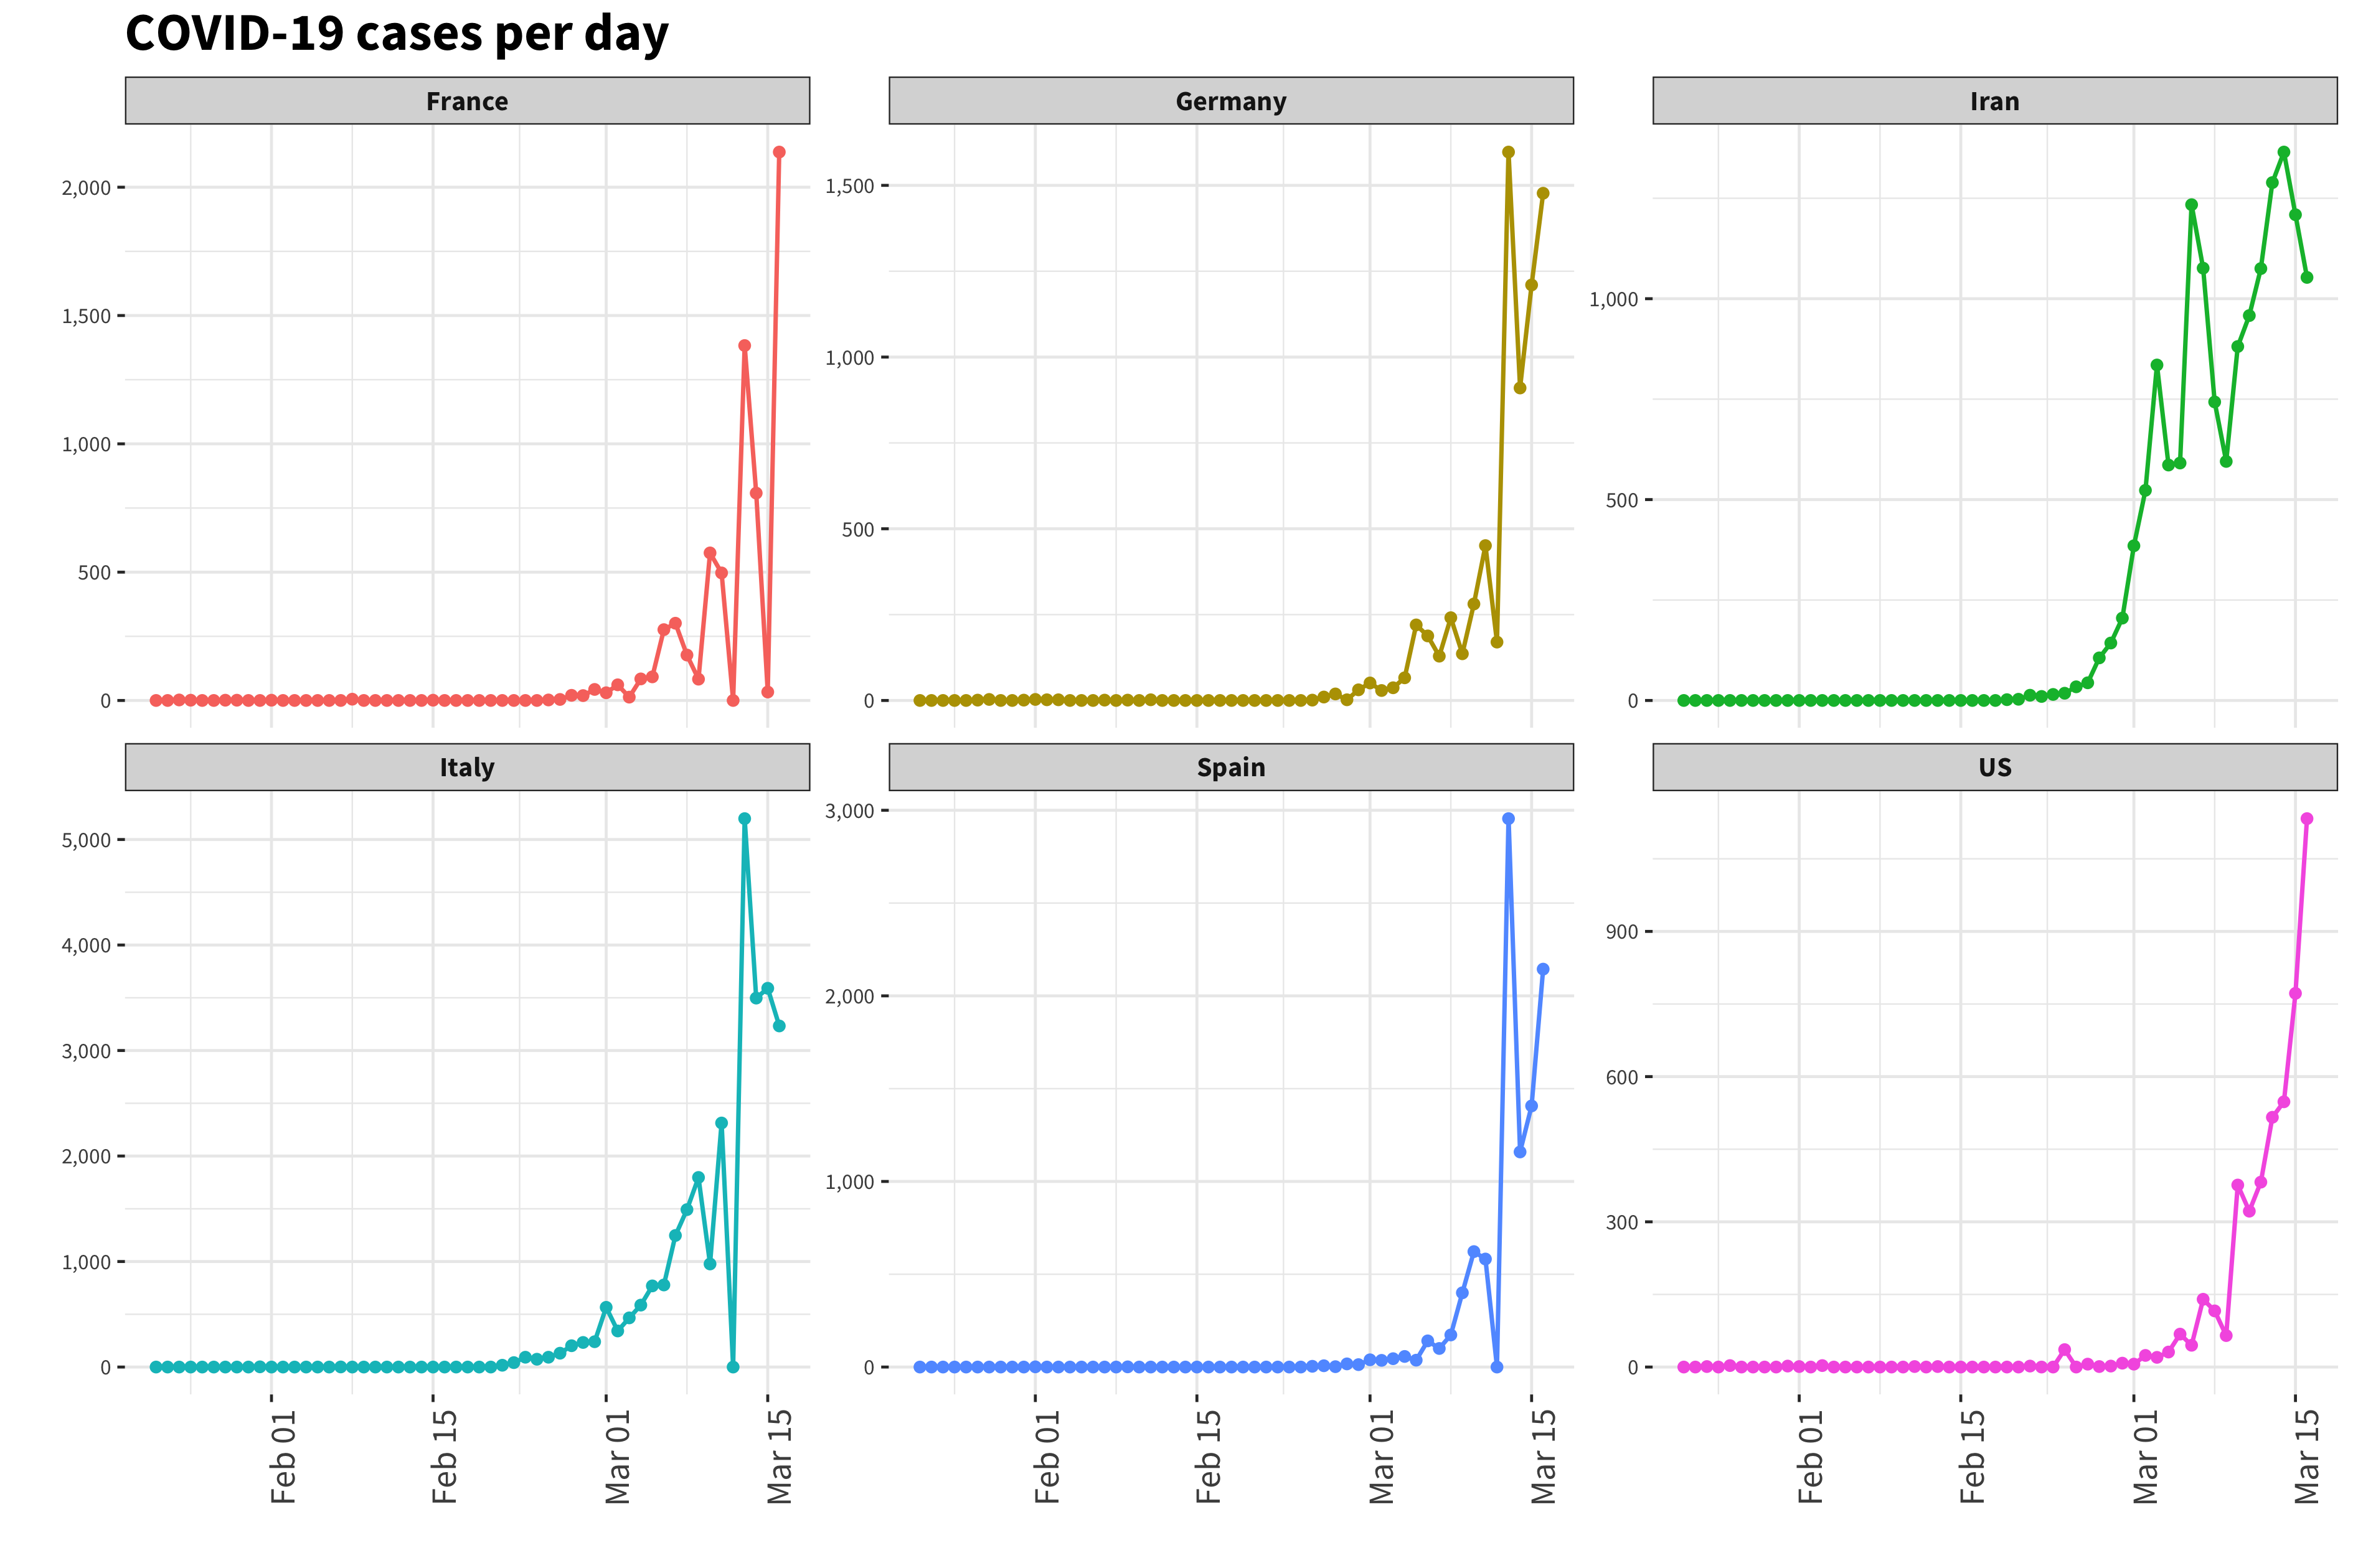 COVID-19 cases per day
France
Germany
Iran
2,000
1,500
1,000
500
0
1,500
1,000
500
0
1,000
500
0
Italy
Spain
US
5,000
4,000
3,000
2,000
1,000
0
3,000
2,000
1,000
0
900
600
300
0
Feb 01
Feb 15
Mar 01
Mar 15
Feb 01
Feb 15
Mar 01
Mar 15
Feb 01
Feb 15
Mar 01
Mar 15